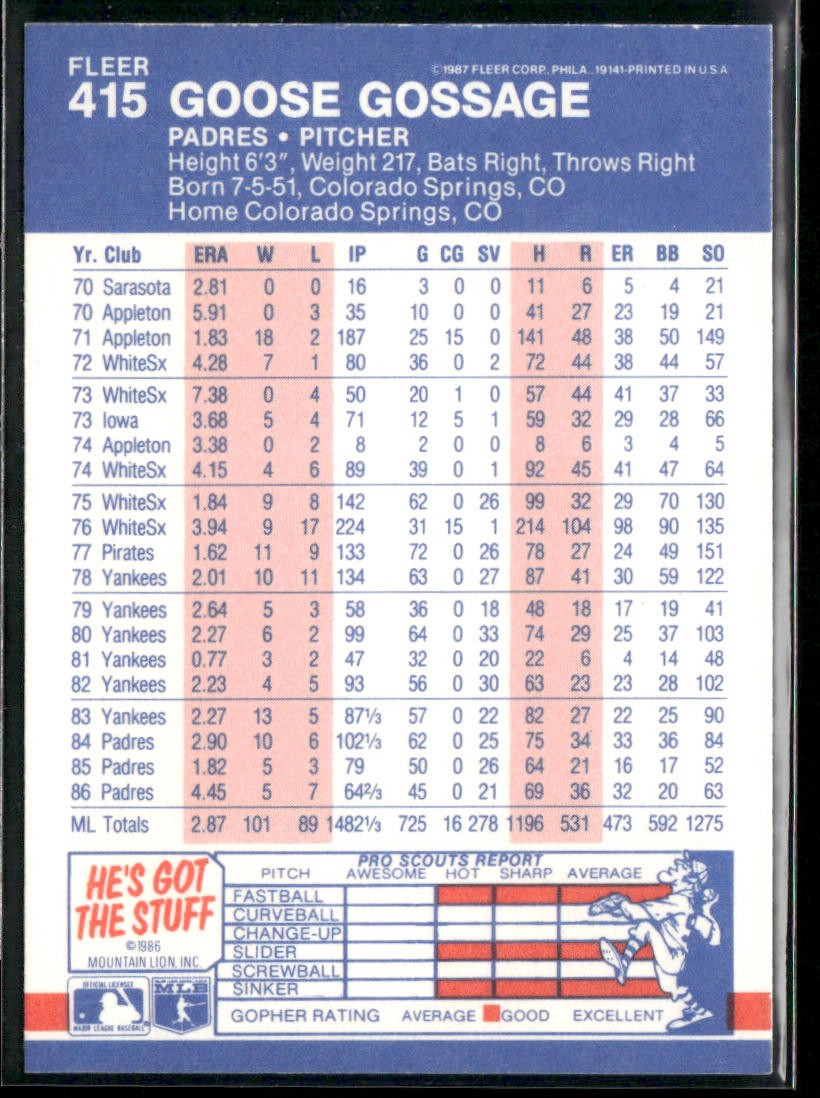 FLEER
©1987 FLEER CORP., PHILA., 19141-PRINTED IN U.S.A
415 GOOSE GOSSAGE
PADRES • PITCHER
Height 6'3", Weight 217, Bats Right, Throws Right
Born 7-5-51, Colorado Springs, CO
Home Colorado Springs, CO
Yr. Club ERA W L IP G CG SV H R ER BB SO
70 Sarasota 2.81 0 0 16 3 0 0 11 6 5 4 21
70 Appleton 5.91 0 3 35 10 0 0 41 27 23 19 21
71 Appleton 1.83 18 2 187 25 15 0 141 48 38 50 149
72 WhiteSx 4.28 7 1 80 36 0 2 72 44 38 44 57
73 WhiteSx 7.38 0 4 50 20 1 0 57 44 41 37 33
73 Iowa 3.68 5 4 71 12 5 1 59 32 29 28 66
74 Appleton 3.38 0 2 8 2 0 0 8 6 3 4 5
74 WhiteSx 4.15 4 6 89 39 0 1 92 45 41 47 64
75 WhiteSx 1.84 9 8 142 62 0 26 99 32 29 70 130
76 WhiteSx 3.94 9 17 224 31 15 1 214 104 98 90 135
77 Pirates 1.62 11 9 133 72 0 26 78 27 24 49 151
78 Yankees 2.01 10 11 134 63 0 27 87 41 30 59 122
79 Yankees 2.64 5 3 58 36 0 18 48 18 17 19 41
80 Yankees 2.27 6 2 99 64 0 33 74 29 25 37 103
81 Yankees 0.77 3 2 47 32 0 20 22 6 4 14 48
82 Yankees 2.23 4 5 93 56 0 30 63 23 23 28 102
83 Yankees 2.27 13 5 87⅓ 57 0 22 82 27 22 25 90
84 Padres 2.90 10 6 102⅓ 62 0 25 75 34 33 36 84
85 Padres 1.82 5 3 79 50 0 26 64 21 16 17 52
86 Padres 4.45 5 7 64⅔ 45 0 21 69 36 32 20 63
ML Totals 2.87 101 89 1482⅓ 725 16 278 1196 531 473 592 1275
HE'S GOT
THE STUFF
©1986
MOUNTAIN LION, INC
PRO SCOUTS REPORT
PITCH AWESOME HOT SHARP AVERAGE
FASTBALL
CURVEBALL
CHANGE-UP
SLIDER
SCREWBALL
SINKER
GOPHER RATING AVERAGE GOOD EXCELLENT
OFFICIAL LICENSEE
MAJOR LEAGUE BASEBALL
MLB